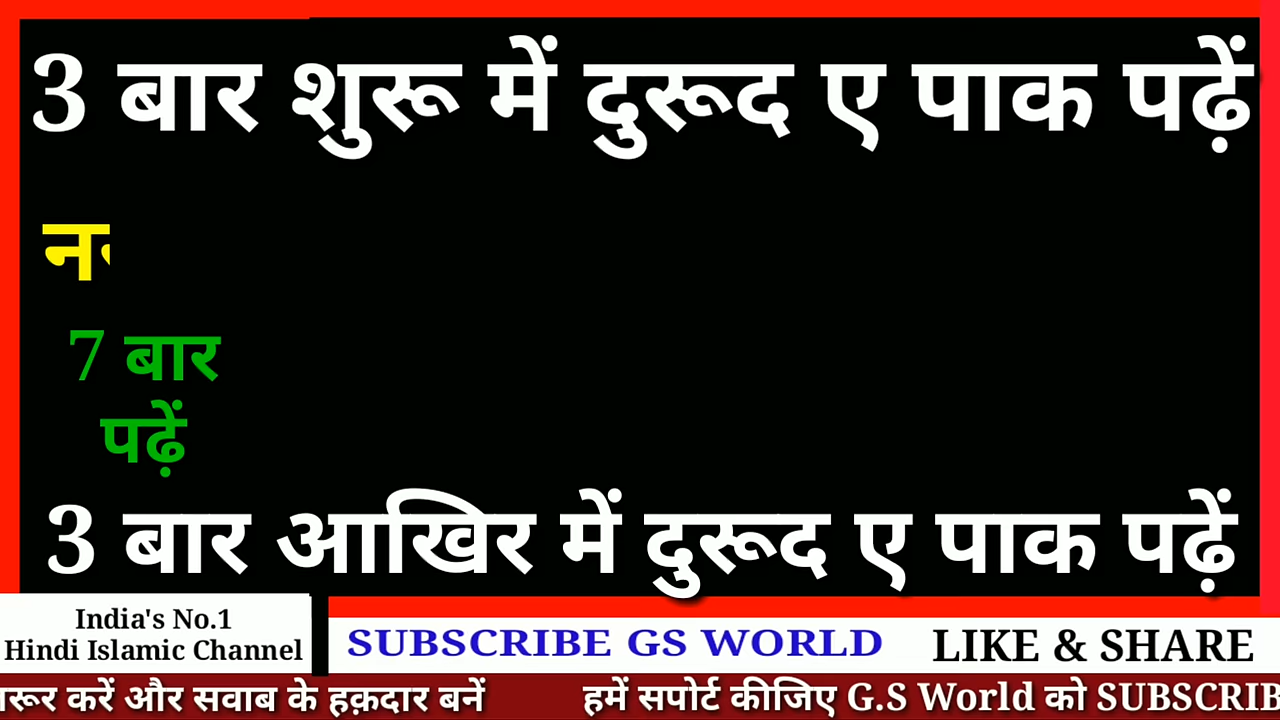 3 बार शुरू में दुरूद ए पाक पढ़ें
7 बार
पढ़ें
3 बार आखिर में दुरूद ए पाक पढ़ें
India's No.1
Hindi Islamic Channel
SUBSCRIBE GS WORLD LIKE & SHARE
करें और सवाब के हक़दार बनें हमें सपोर्ट कीजिए G.S World को